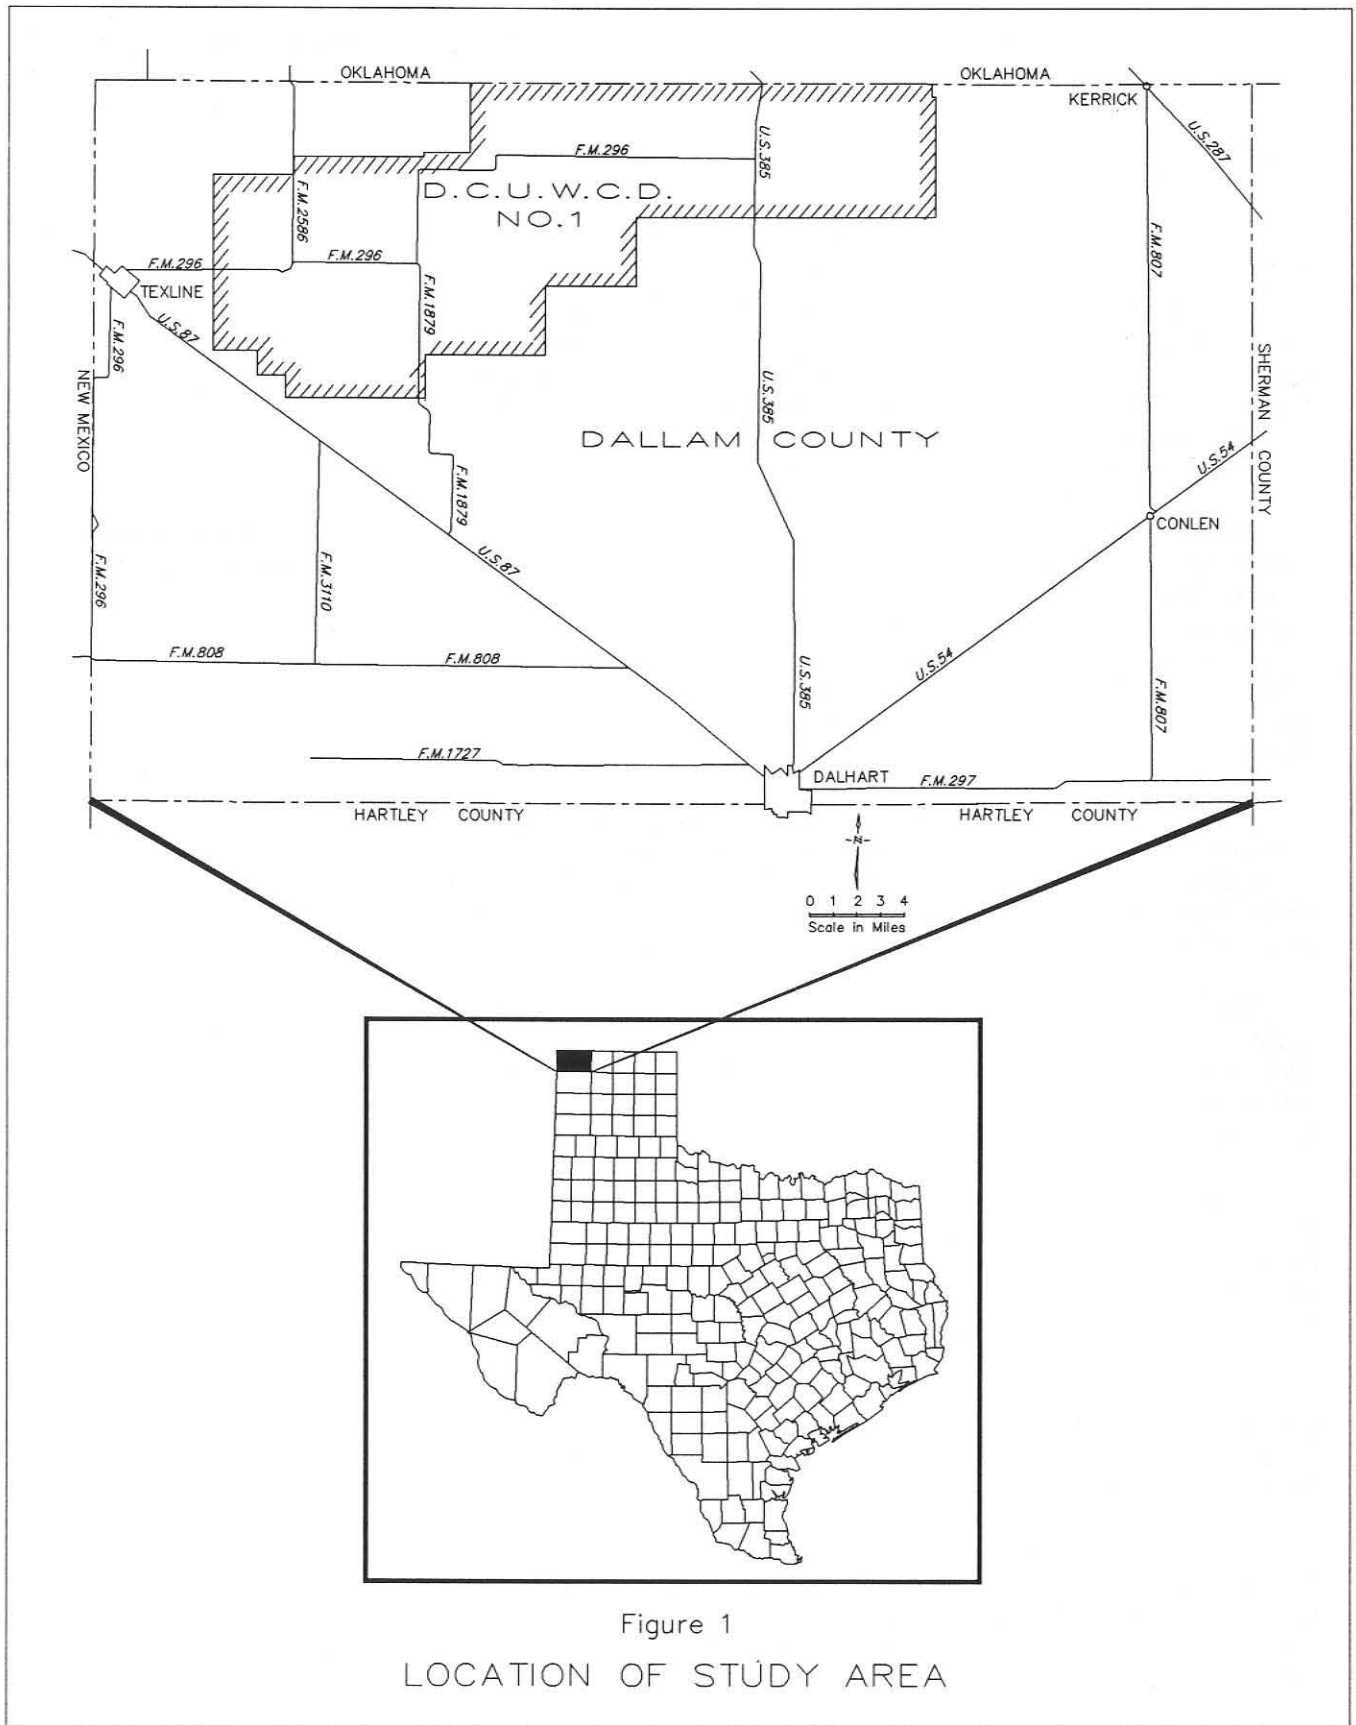 OKLAHOMA
OKLAHOMA
KERRICK
U.S.287
U.S.385
F.M.296
D.C.U.W.C.D.
NO.1
F.M.2586
F.M.807
F.M.296
F.M.296
TEXLINE
F.M.1879
U.S.87
F.M.296
NEW MEXICO
SHERMAN COUNTY
U.S.385
DALLAM COUNTY
U.S.54
F.M.1879
CONLEN
U.S.87
F.M.296
F.M.3110
F.M.808
F.M.808
U.S.54
U.S.385
F.M.807
F.M.1727
DALHART
F.M.297
HARTLEY COUNTY
HARTLEY COUNTY
-N-
0 1 2 3 4
Scale in Miles
Figure 1
LOCATION OF STUDY AREA